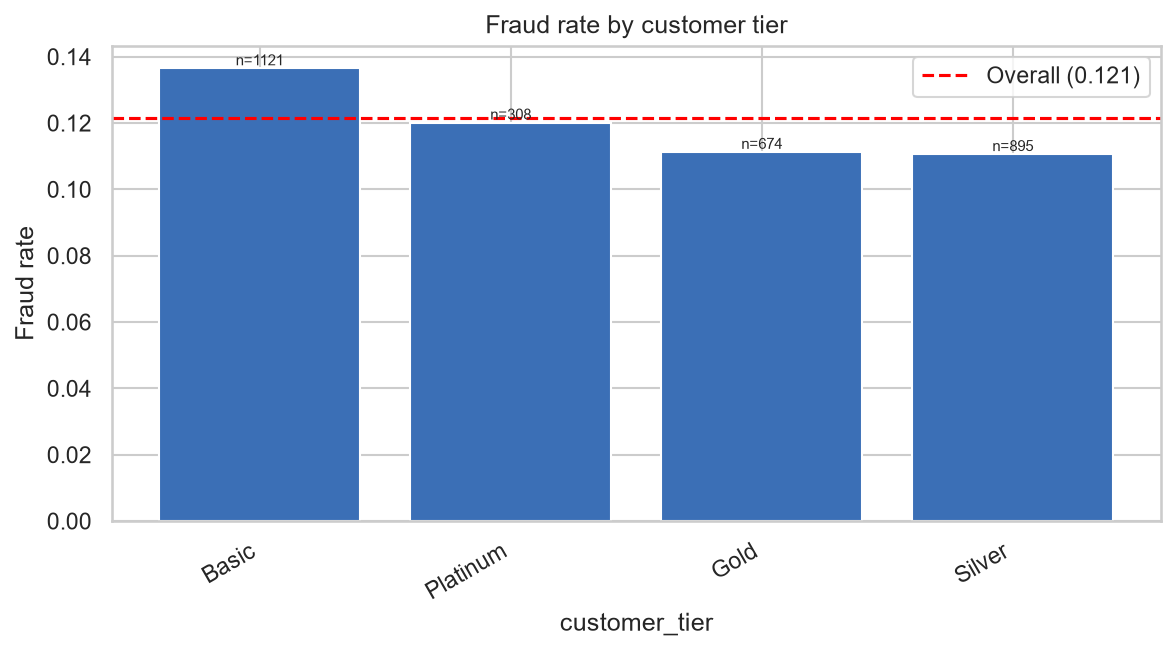 Fraud rate by customer tier
Overall (0.121)
Fraud rate
0.14
0.12
0.10
0.08
0.06
0.04
0.02
0.00
n=1121
n=308
n=674
n=895
Basic
Platinum
Gold
Silver
customer_tier